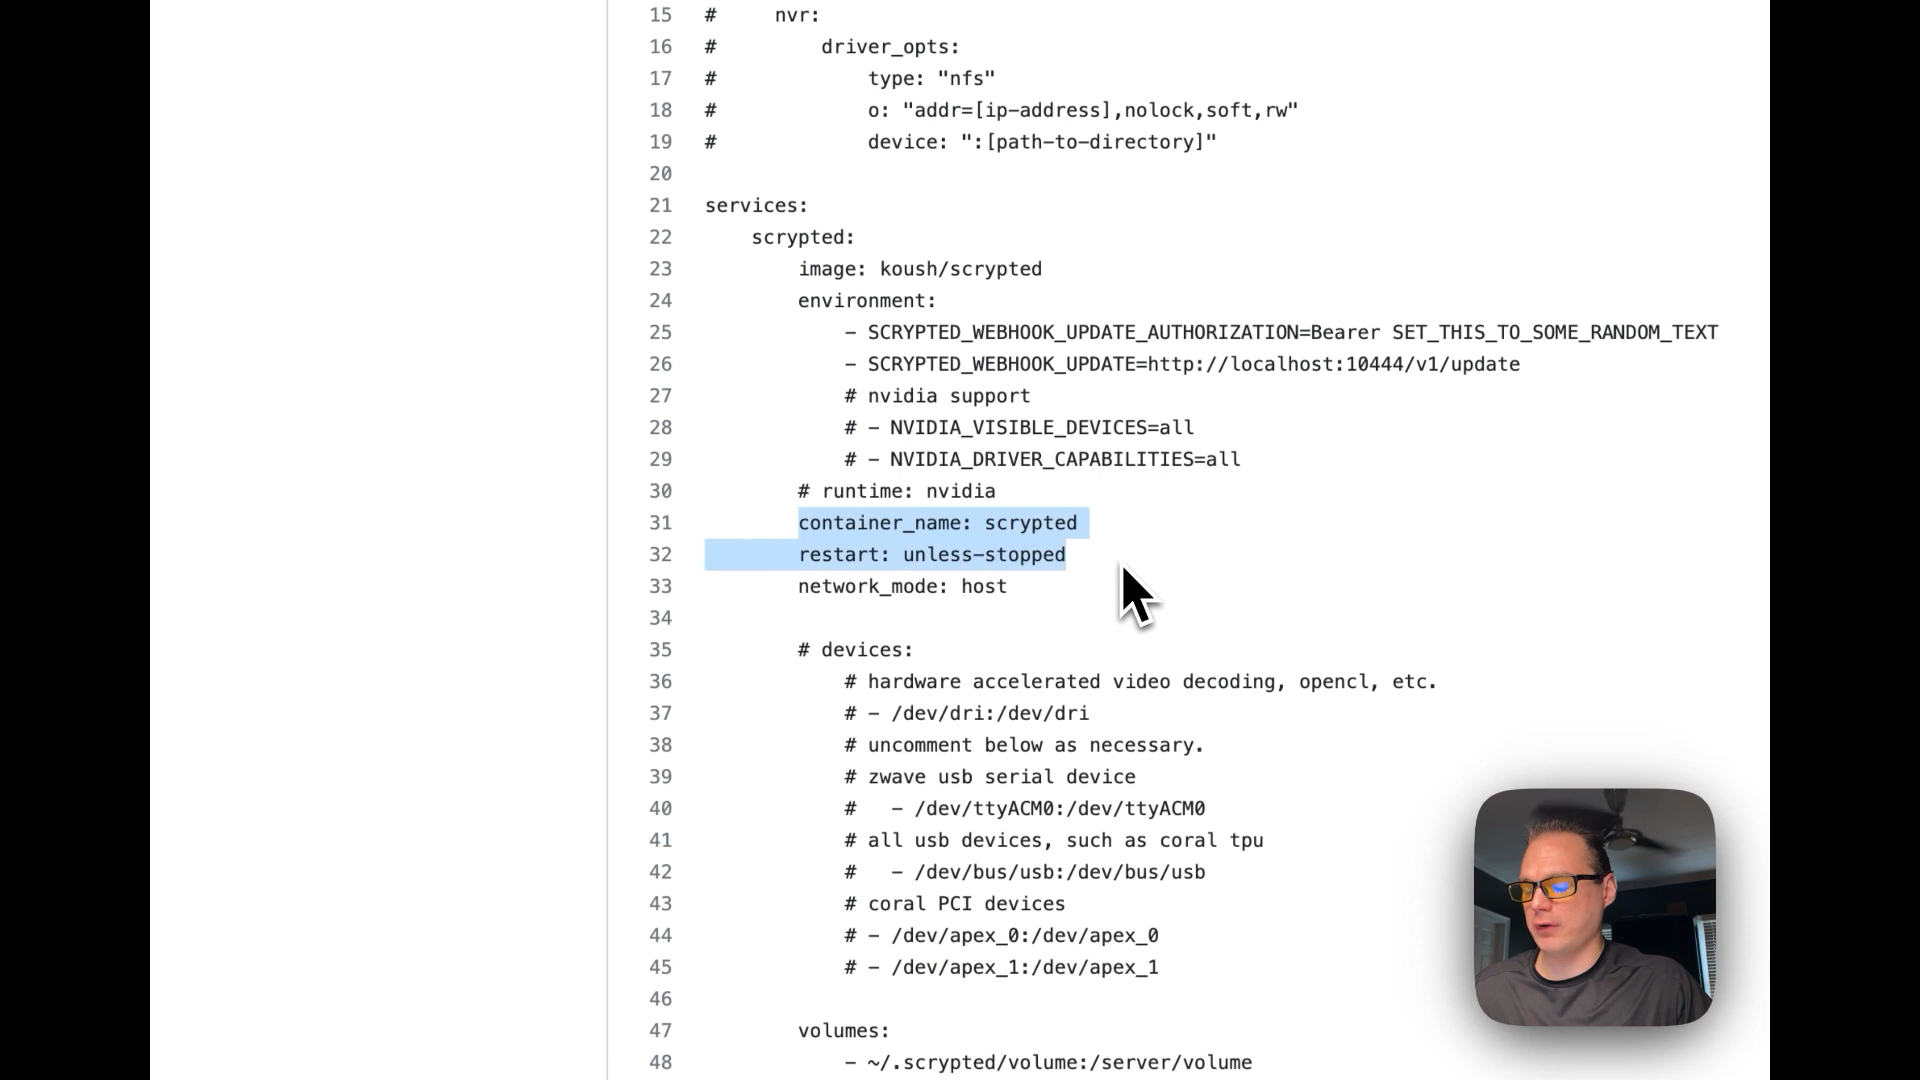 15 #     nvr:
16 #         driver_opts:
17 #             type: "nfs"
18 #             o: "addr=[ip-address],nolock,soft,rw"
19 #             device: ":[path-to-directory]"
20
21 services:
22     scrypted:
23         image: koush/scrypted
24         environment:
25             - SCRYPTED_WEBHOOK_UPDATE_AUTHORIZATION=Bearer SET_THIS_TO_SOME_RANDOM_TEXT
26             - SCRYPTED_WEBHOOK_UPDATE=http://localhost:10444/v1/update
27             # nvidia support
28             # - NVIDIA_VISIBLE_DEVICES=all
29             # - NVIDIA_DRIVER_CAPABILITIES=all
30         # runtime: nvidia
31         container_name: scrypted
32         restart: unless-stopped
33         network_mode: host
34
35         # devices:
36             # hardware accelerated video decoding, opencl, etc.
37             # - /dev/dri:/dev/dri
38             # uncomment below as necessary.
39             # zwave usb serial device
40             #   - /dev/ttyACM0:/dev/ttyACM0
41             # all usb devices, such as coral tpu
42             #   - /dev/bus/usb:/dev/bus/usb
43             # coral PCI devices
44             # - /dev/apex_0:/dev/apex_0
45             # - /dev/apex_1:/dev/apex_1
46
47         volumes:
48             - ~/.scrypted/volume:/server/volume